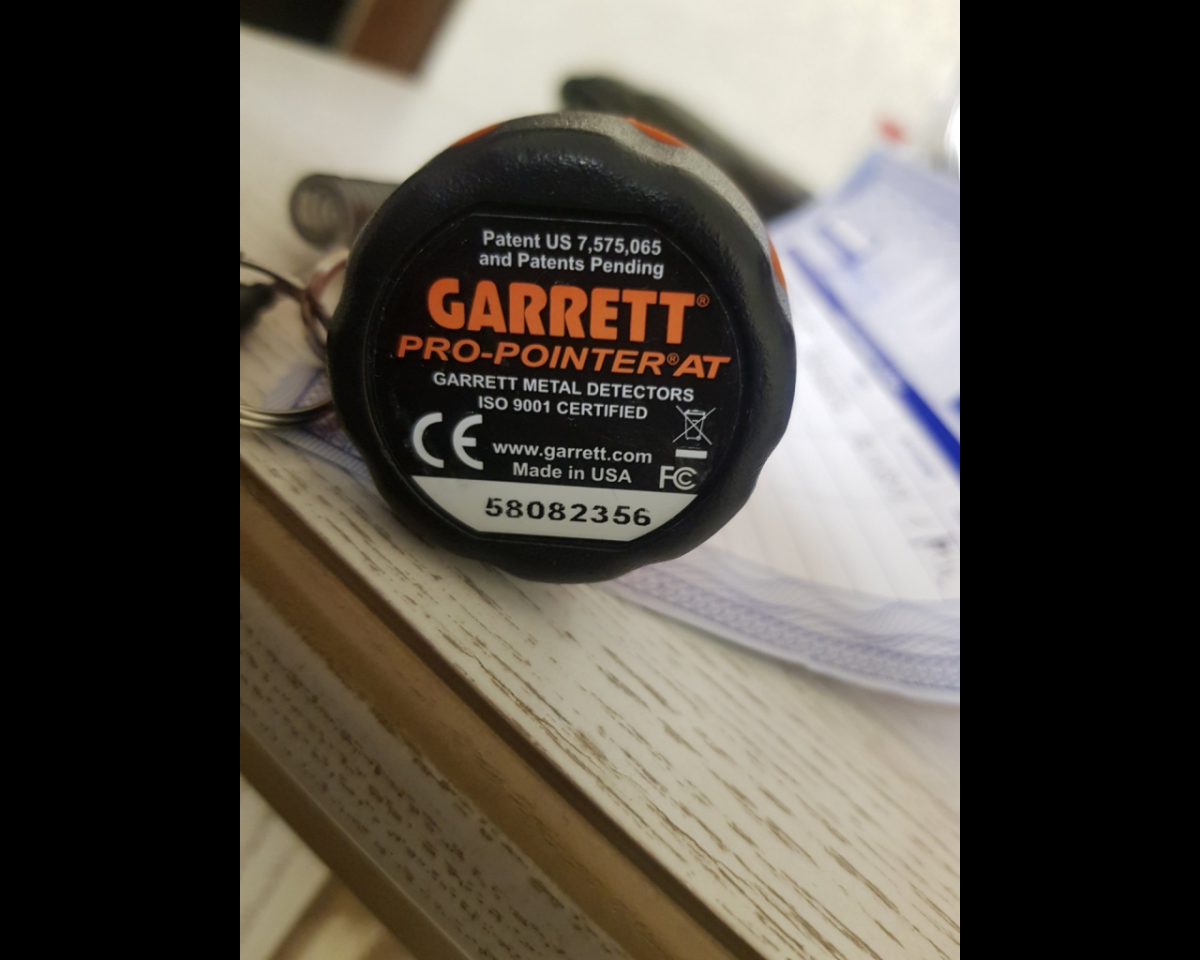 Patent US 7,575,065
and Patents Pending
GARRETT®
PRO-POINTER® AT
GARRETT METAL DETECTORS
ISO 9001 CERTIFIED
CE www.garrett.com
Made in USA FC
58082356